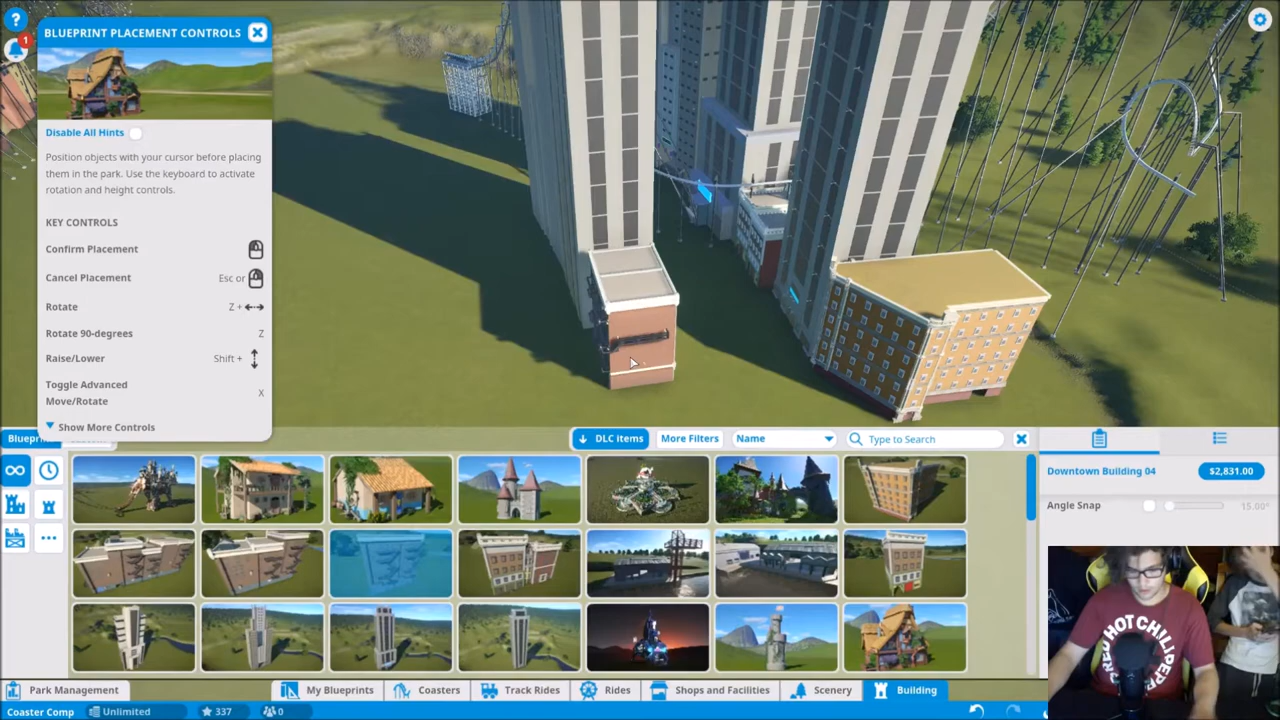 ?
1
BLUEPRINT PLACEMENT CONTROLS
Disable All Hints
Position objects with your cursor before placing
them in the park. Use the keyboard to activate
rotation and height controls.
KEY CONTROLS
Confirm Placement
Cancel Placement Esc or
Rotate Z +
Rotate 90-degrees Z
Raise/Lower Shift +
Toggle Advanced
Move/Rotate X
Show More Controls
DLC items More Filters Name Type to Search
Downtown Building 04 $2,831.00
Angle Snap 15.00°
RED HOT CHILI
Park Management My Blueprints Coasters Track Rides Rides Shops and Facilities Scenery Building
Coaster Comp Unlimited 337 0